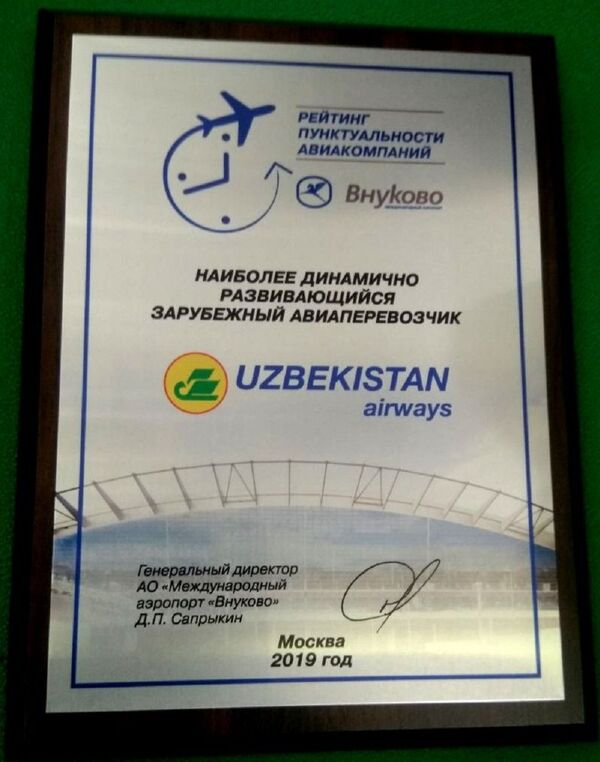 РЕЙТИНГ
ПУНКТУАЛЬНОСТИ
АВИАКОМПАНИЙ
Внуково
НАИБОЛЕЕ ДИНАМИЧНО
РАЗВИВАЮЩИЙСЯ
ЗАРУБЕЖНЫЙ АВИАПЕРЕВОЗЧИК
UZBEKISTAN
airways
Генеральный директор
АО «Международный
аэропорт «Внуково»
Д.П. Сапрыкин
Москва
2019 год